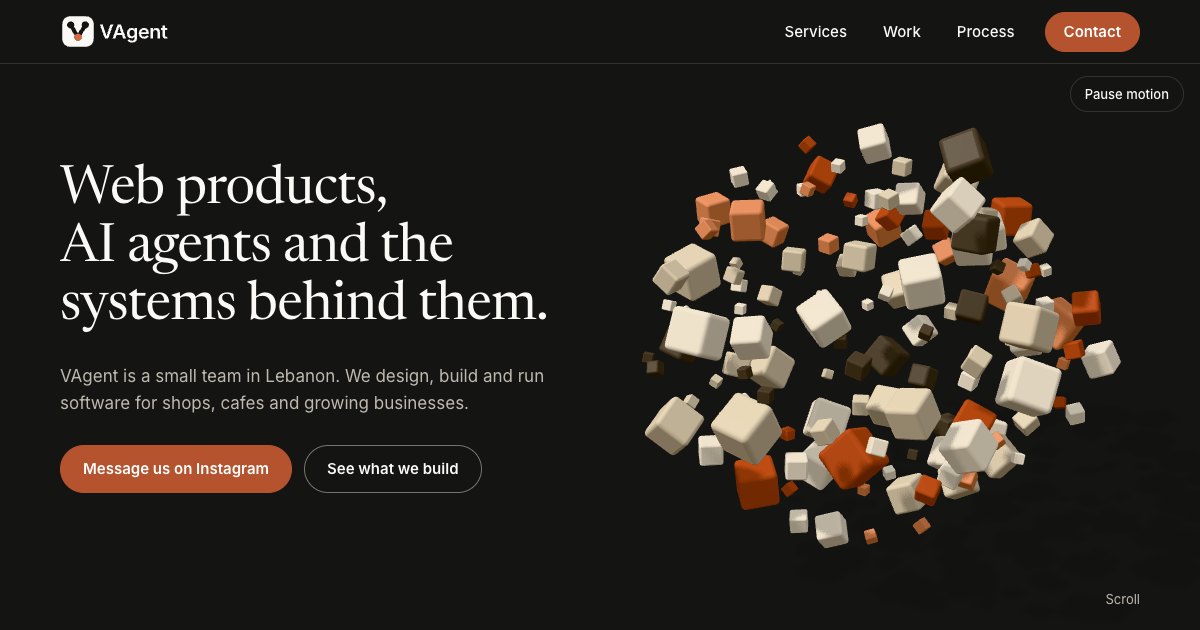 VAgent
Services
Work
Process
Contact
Pause motion
Web products,
AI agents and the
systems behind them.
VAgent is a small team in Lebanon. We design, build and run
software for shops, cafes and growing businesses.
Message us on Instagram
See what we build
Scroll